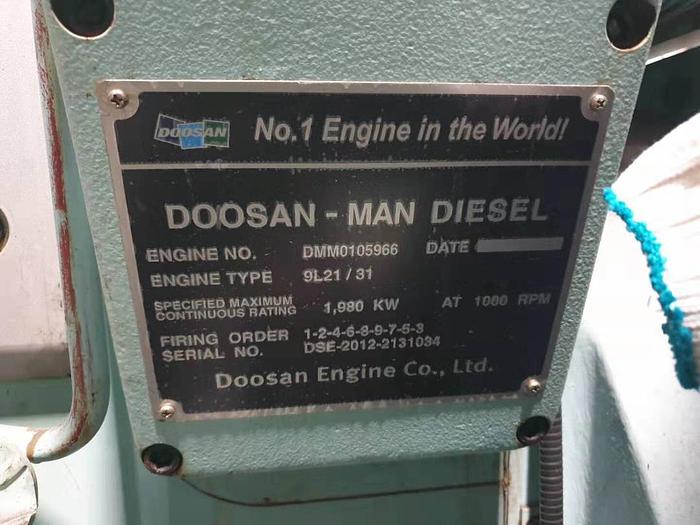 DOOSAN No.1 Engine in the World!
DOOSAN - MAN DIESEL
ENGINE NO. DMM0105966 DATE
ENGINE TYPE 9L21 / 31
SPECIFIED MAXIMUM
CONTINUOUS RATING 1,980 KW AT 1000 RPM
FIRING ORDER 1-2-4-6-8-9-7-5-3
SERIAL NO. DSE-2012-2131034
Doosan Engine Co., Ltd.